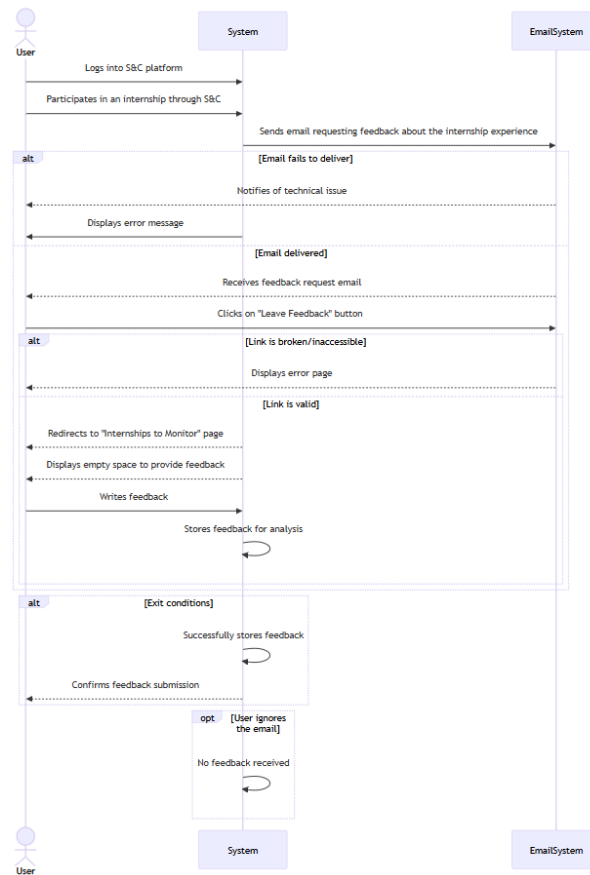 User
System
EmailSystem
Logs into S&C platform
Participates in an internship through S&C
Sends email requesting feedback about the internship experience
alt
[Email fails to deliver]
Notifies of technical issue
Displays error message
[Email delivered]
Receives feedback request email
Clicks on "Leave Feedback" button
alt
[Link is broken/inaccessible]
Displays error page
[Link is valid]
Redirects to "Internships to Monitor" page
Displays empty space to provide feedback
Writes feedback
Stores feedback for analysis
alt
[Exit conditions]
Successfully stores feedback
Confirms feedback submission
opt
[User ignores
the email]
No feedback received
User
System
EmailSystem